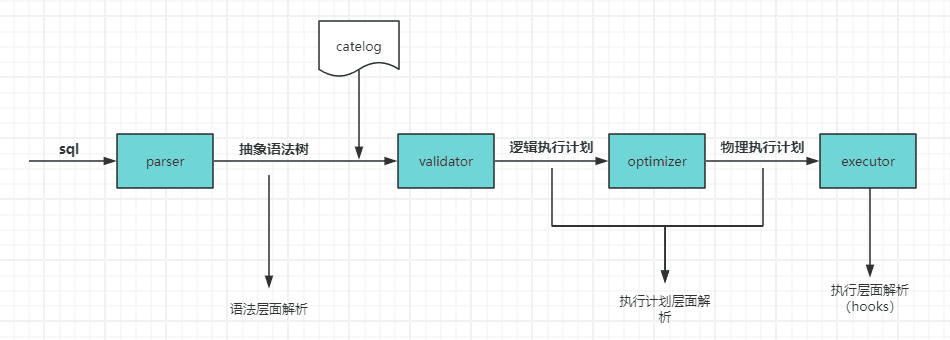 catelog
sql
parser
抽象语法树
validator
逻辑执行计划
optimizer
物理执行计划
executor
语法层面解析
执行计划层面解
析
执行层面解析
（hooks）